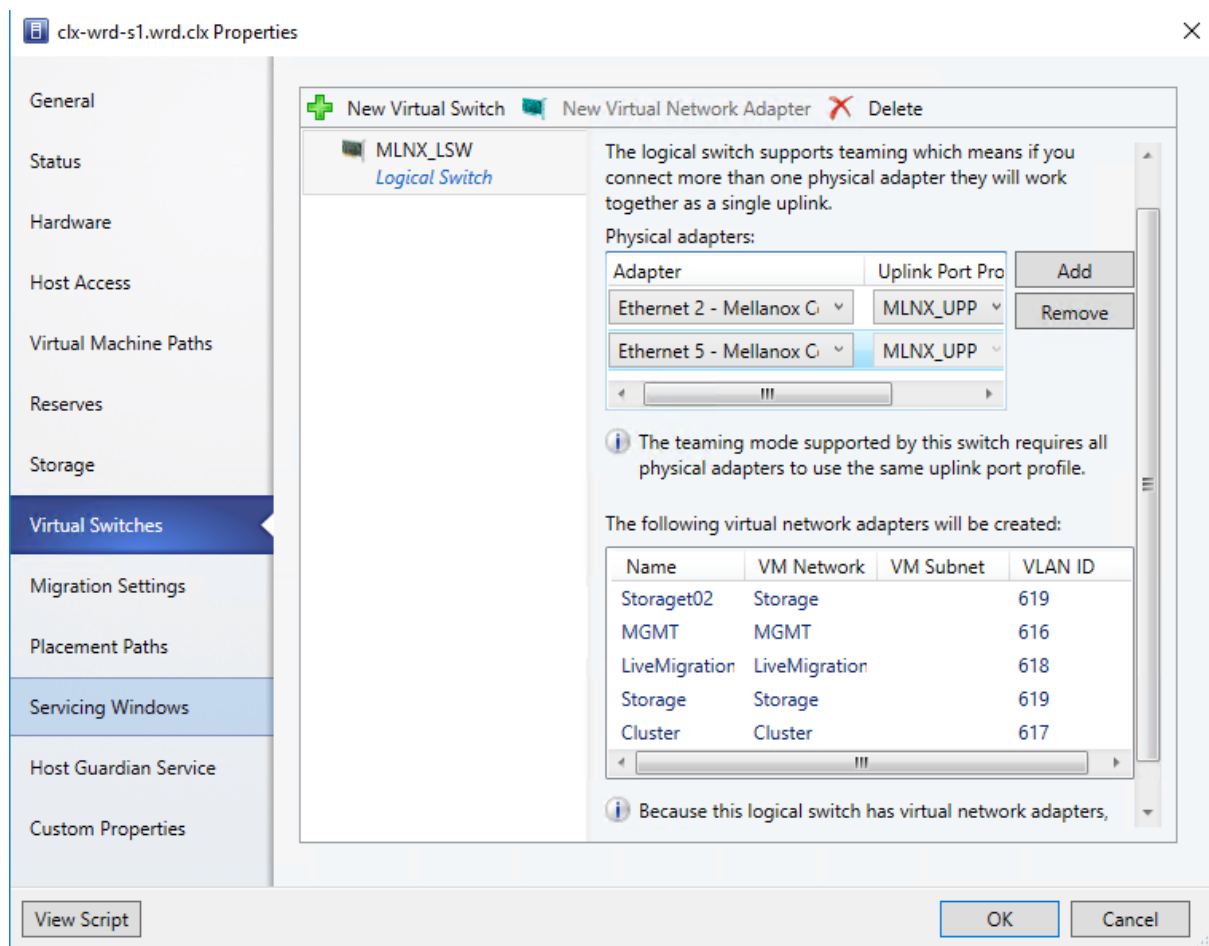 clx-wrd-s1.wrd.clx Properties
General
Status
Hardware
Host Access
Virtual Machine Paths
Reserves
Storage
Virtual Switches
Migration Settings
Placement Paths
Servicing Windows
Host Guardian Service
Custom Properties
New Virtual Switch New Virtual Network Adapter Delete
MLNX_LSW
Logical Switch
The logical switch supports teaming which means if you
connect more than one physical adapter they will work
together as a single uplink.
Physical adapters:
Adapter Uplink Port Pro
Ethernet 2 - Mellanox C MLNX_UPP
Ethernet 5 - Mellanox C MLNX_UPP
Add
Remove
The teaming mode supported by this switch requires all
physical adapters to use the same uplink port profile.
The following virtual network adapters will be created:
Name VM Network VM Subnet VLAN ID
Storaget02 Storage 619
MGMT MGMT 616
LiveMigration LiveMigration 618
Storage Storage 619
Cluster Cluster 617
Because this logical switch has virtual network adapters,
View Script OK Cancel